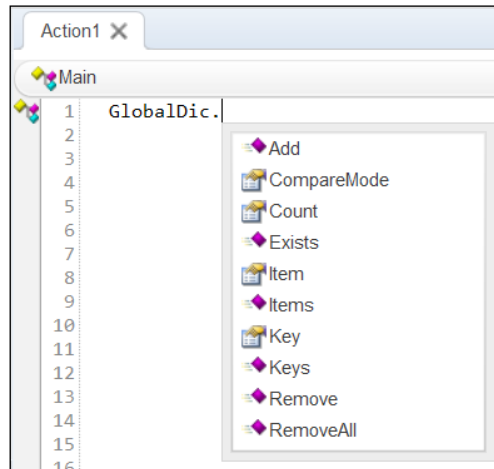 Action1
Main
1 GlobalDic.
2
3
4
5
6
7
8
9
10
11
12
13
14
15
16
Add
CompareMode
Count
Exists
Item
Items
Key
Keys
Remove
RemoveAll